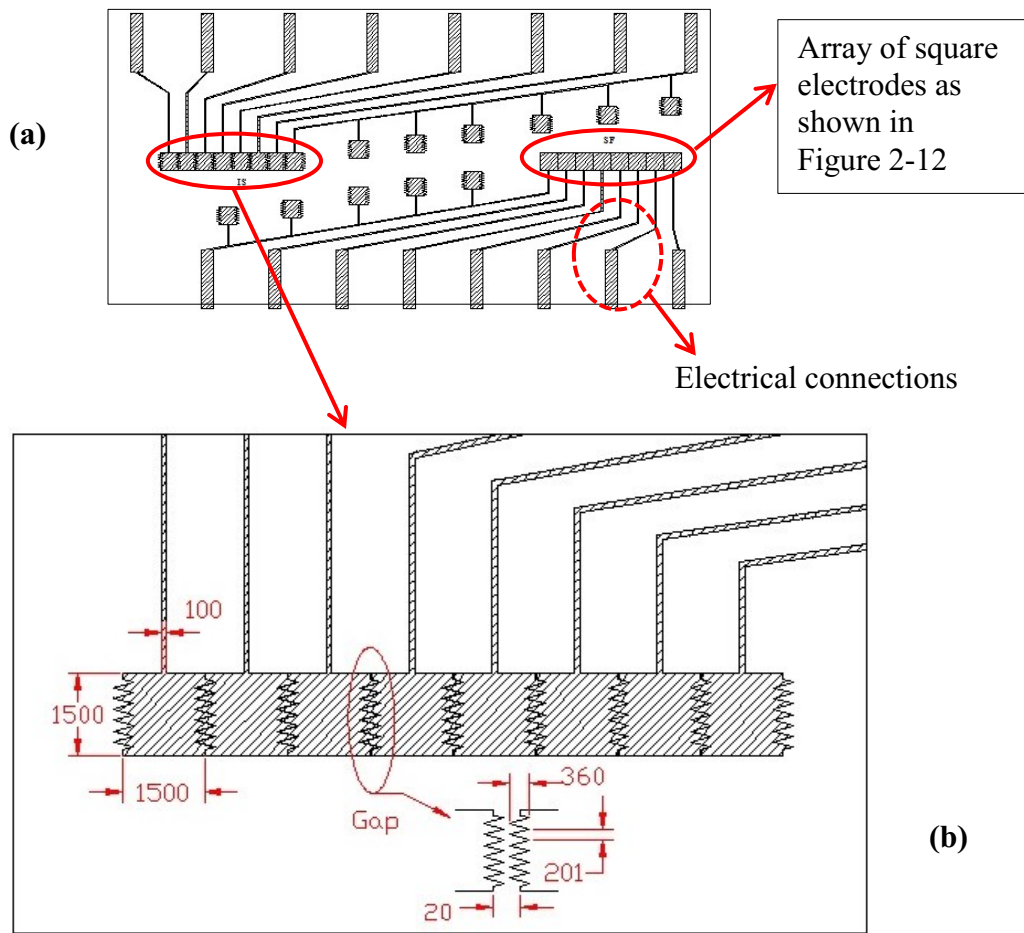 Array of square
electrodes as
shown in
Figure 2-12
(a)
SF
IS
Electrical connections
100
1500
1500
Gap
360
201
20
(b)